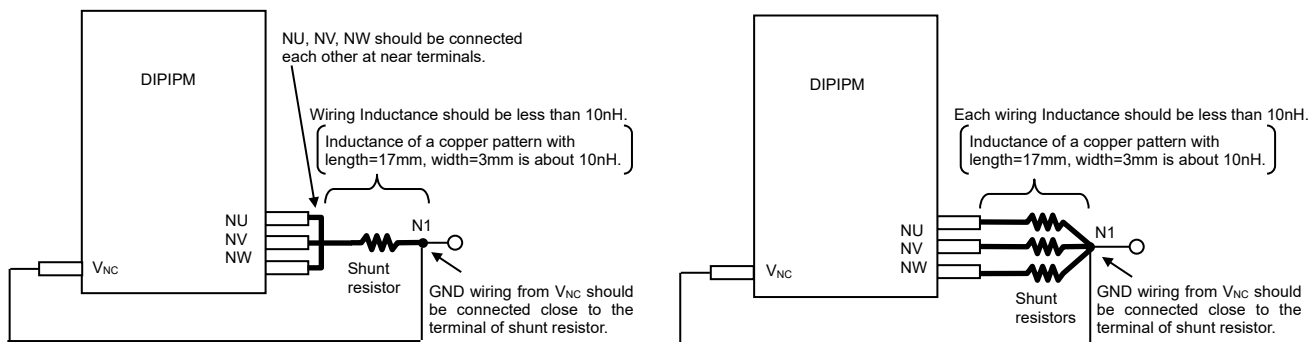 NU, NV, NW should be connected
each other at near terminals.
DIPIPM
Wiring Inductance should be less than 10nH.
Inductance of a copper pattern with
length=17mm, width=3mm is about 10nH.
NU
NV
NW
N1
VNC
Shunt
resistor
GND wiring from VNC should
be connected close to the
terminal of shunt resistor.
DIPIPM
Each wiring Inductance should be less than 10nH.
Inductance of a copper pattern with
length=17mm, width=3mm is about 10nH.
NU
NV
NW
N1
VNC
Shunt
resistors
GND wiring from VNC should
be connected close to the
terminal of shunt resistor.